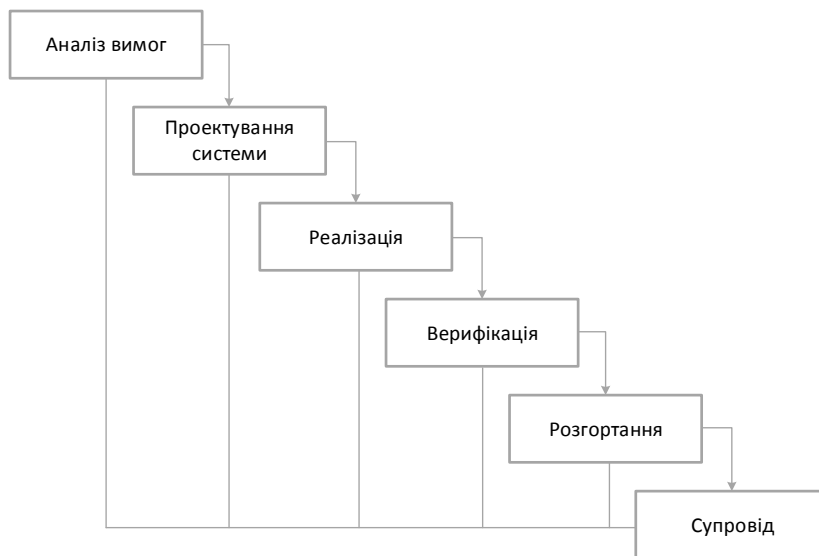 Аналіз вимог
Проектування
системи
Реалізація
Верифікація
Розгортання
Супровід